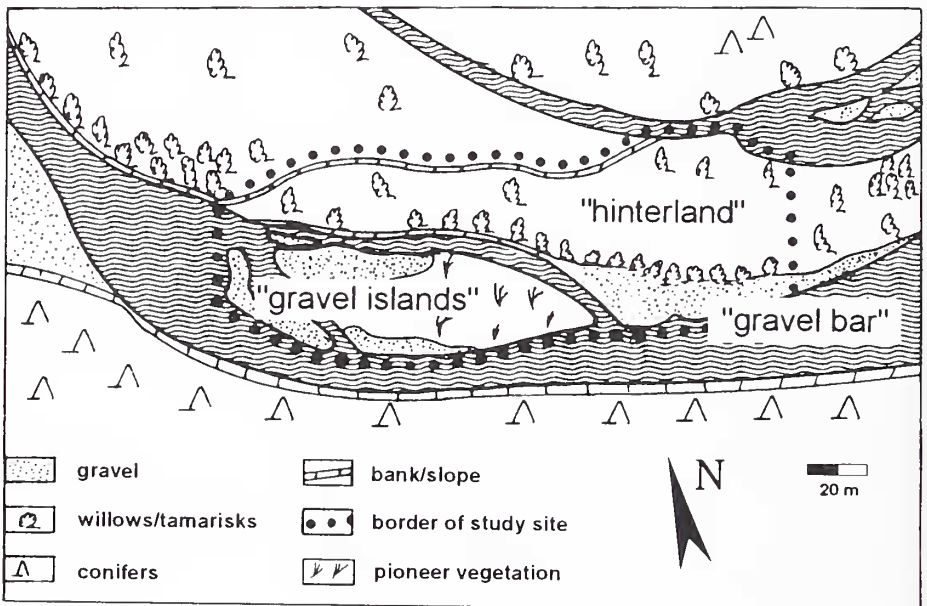 "hinterland"
"gravel islands"
"gravel bar"
gravel
bank/slope
N
willows/tamarisks
border of study site
20 m
conifers
pioneer vegetation